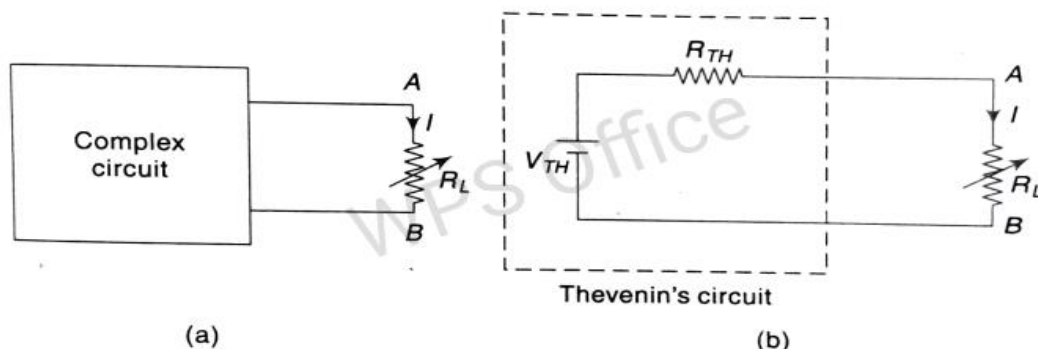 Complex
circuit
A
I
R_L
B
(a)
R_TH
V_TH
A
I
R_L
B
Thevenin's circuit
(b)
WPS Office